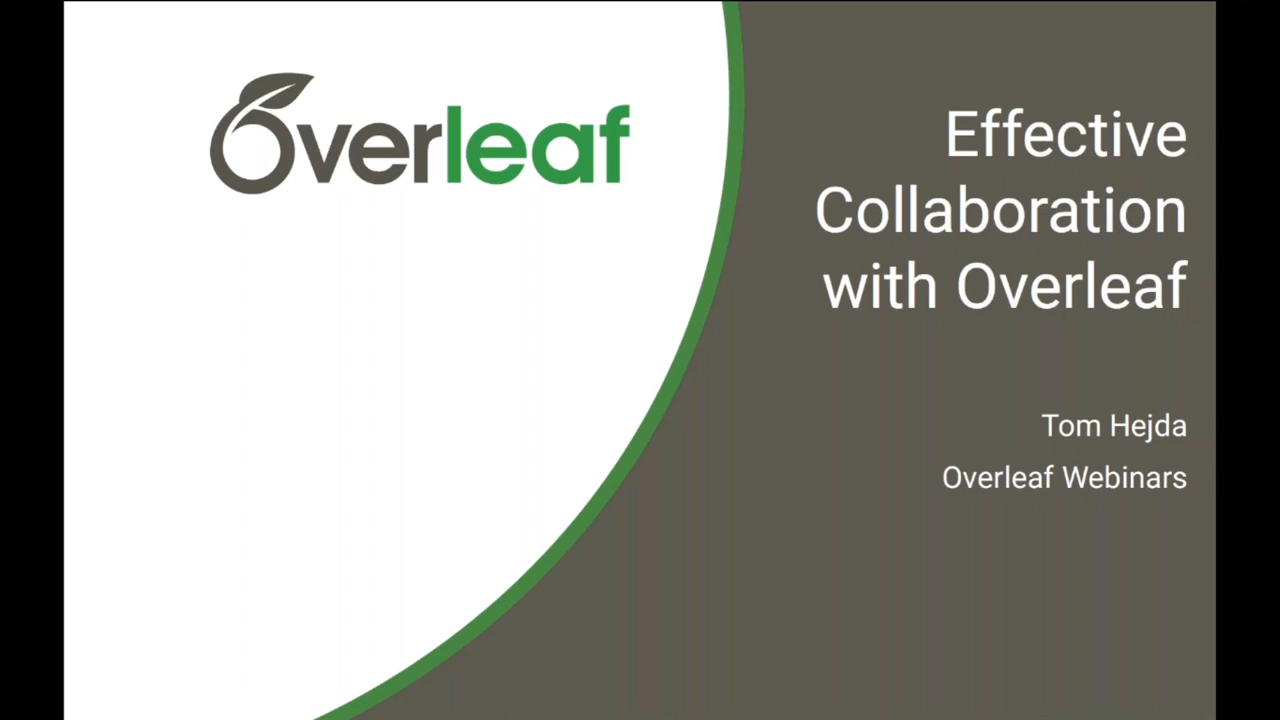 Overleaf
Effective
Collaboration
with Overleaf
Tom Hejda
Overleaf Webinars